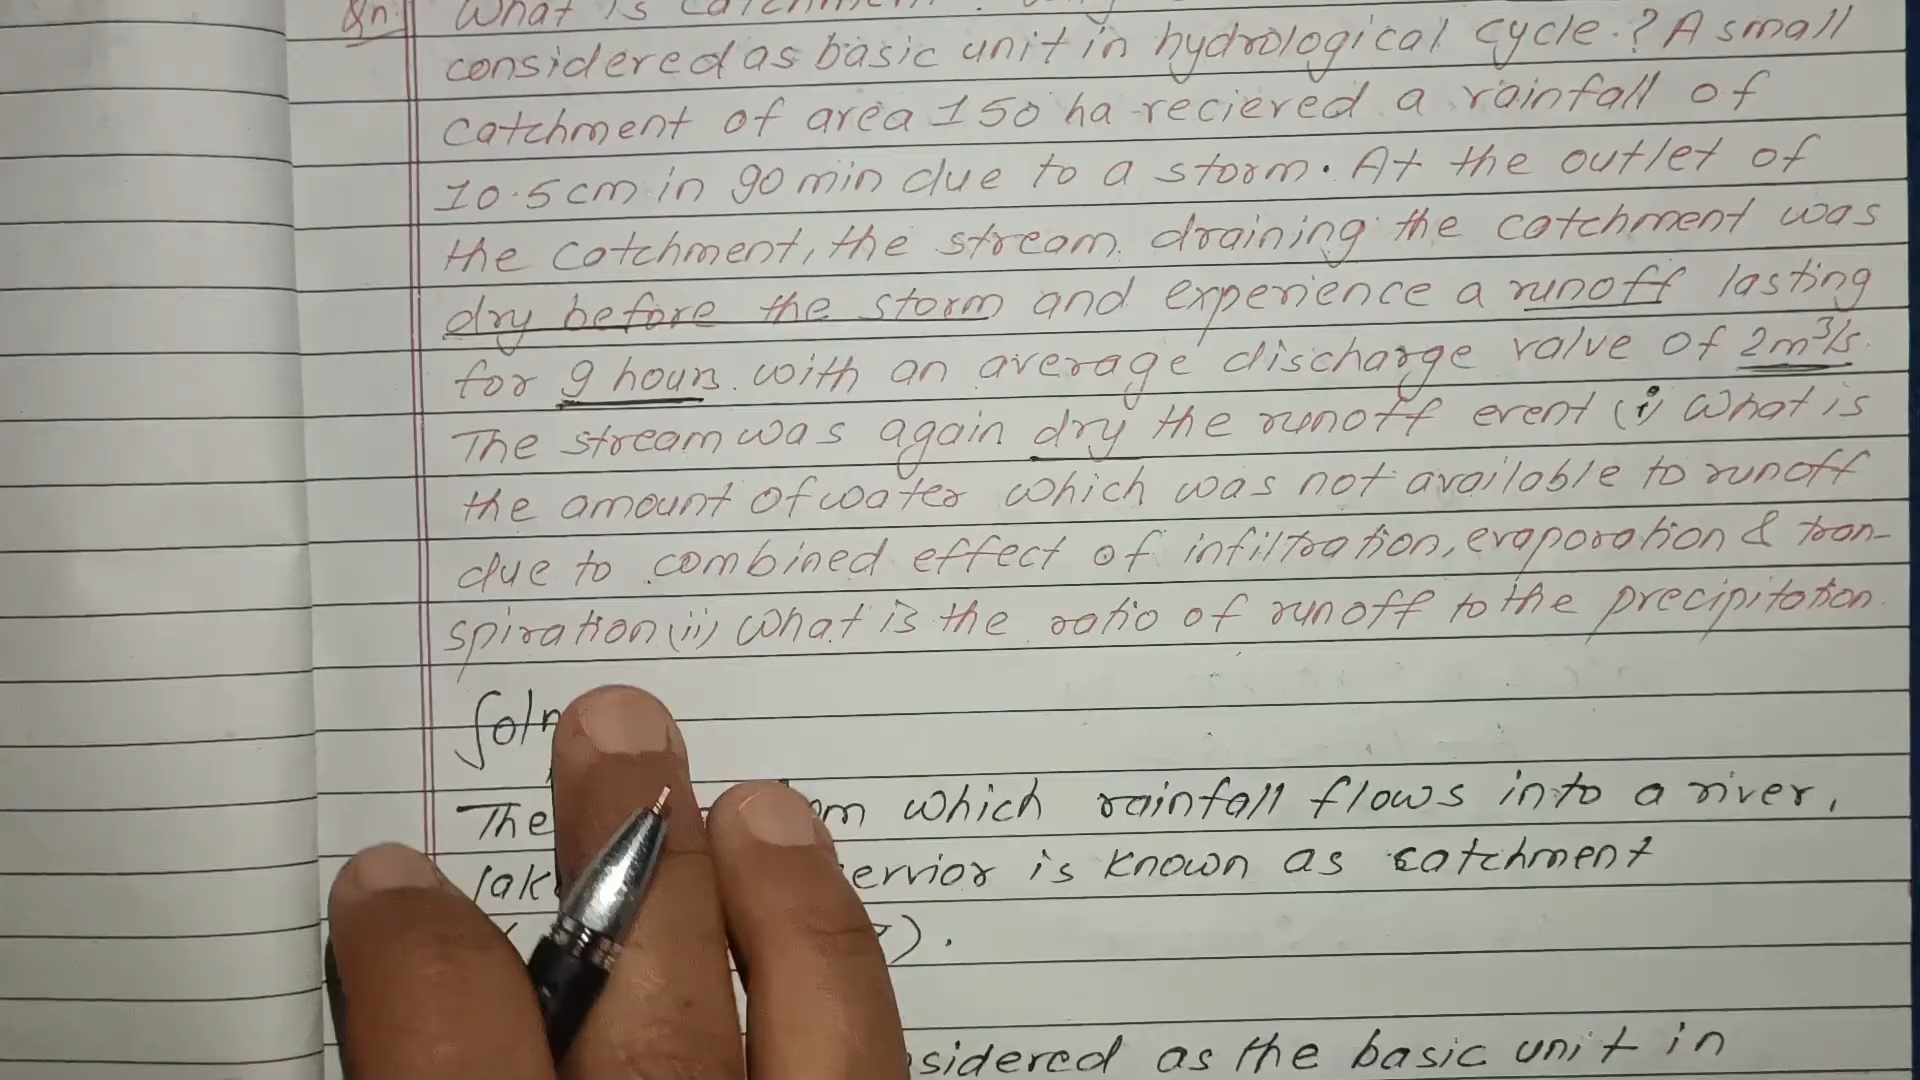 Qn. What is
considered as basic unit in hydrological cycle.? A small
catchment of area 150 ha recieved a rainfall of
10.5cm in 90 min due to a storm. At the outlet of
the catchment, the stream draining the catchment was
dry before the storm and experience a runoff lasting
for 9 hours with an average discharge value of 2m³/s.
The stream was again dry the runoff event (i) What is
the amount of water which was not available to runoff
due to combined effect of infiltration, evaporation & tran-
spiration (ii) What is the ratio of runoff to the precipitation
Soln
The which rainfall flows into a river,
is known as catchment
as the basic unit in